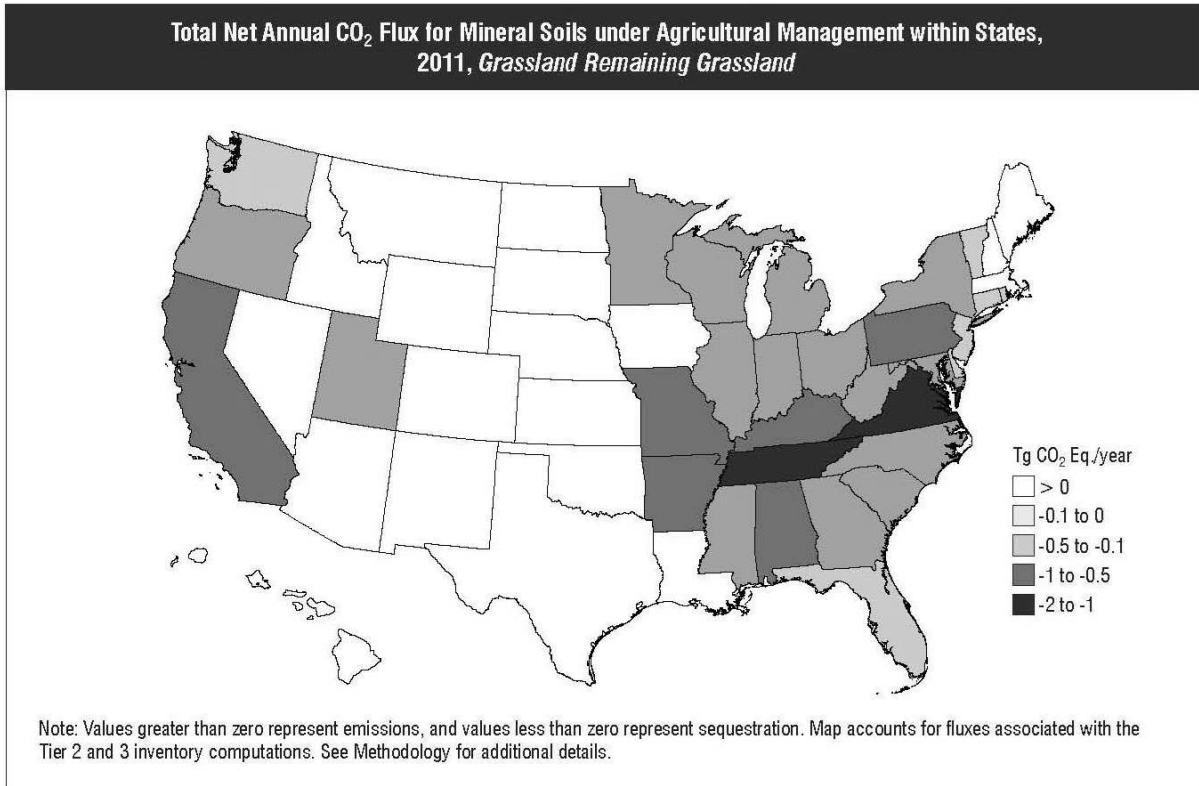 Total Net Annual CO₂ Flux for Mineral Soils under Agricultural Management within States,
2011, Grassland Remaining Grassland
Tg CO₂ Eq./year
> 0
-0.1 to 0
-0.5 to -0.1
-1 to -0.5
-2 to -1
Note: Values greater than zero represent emissions, and values less than zero represent sequestration. Map accounts for fluxes associated with the
Tier 2 and 3 inventory computations. See Methodology for additional details.